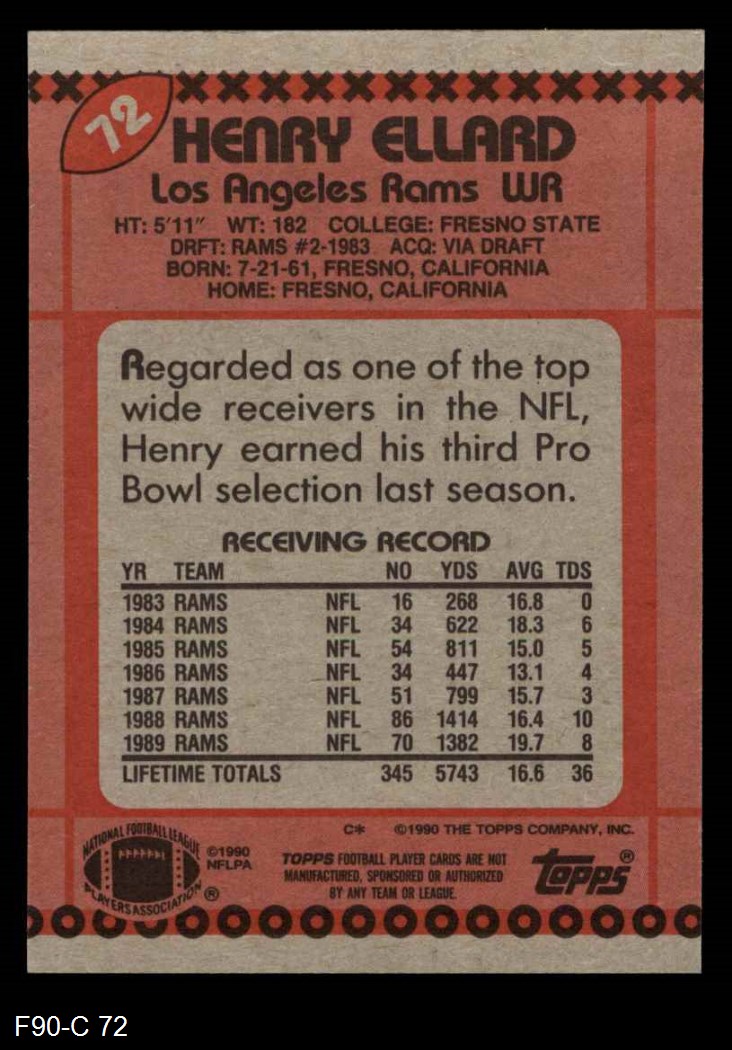 72
HENRY ELLARD
Los Angeles Rams WR
HT: 5'11" WT: 182 COLLEGE: FRESNO STATE
DRFT: RAMS #2-1983 ACQ: VIA DRAFT
BORN: 7-21-61, FRESNO, CALIFORNIA
HOME: FRESNO, CALIFORNIA
Regarded as one of the top
wide receivers in the NFL,
Henry earned his third Pro
Bowl selection last season.
RECEIVING RECORD
YR TEAM NO YDS AVG TDS
1983 RAMS NFL 16 268 16.8 0
1984 RAMS NFL 34 622 18.3 6
1985 RAMS NFL 54 811 15.0 5
1986 RAMS NFL 34 447 13.1 4
1987 RAMS NFL 51 799 15.7 3
1988 RAMS NFL 86 1414 16.4 10
1989 RAMS NFL 70 1382 19.7 8
LIFETIME TOTALS 345 5743 16.6 36
C* ©1990 THE TOPPS COMPANY, INC.
NATIONAL FOOTBALL LEAGUE
PLAYERS ASSOCIATION ®
©1990
NFLPA
TOPPS FOOTBALL PLAYER CARDS ARE NOT
MANUFACTURED, SPONSORED OR AUTHORIZED
BY ANY TEAM OR LEAGUE.
topps®
F90-C 72